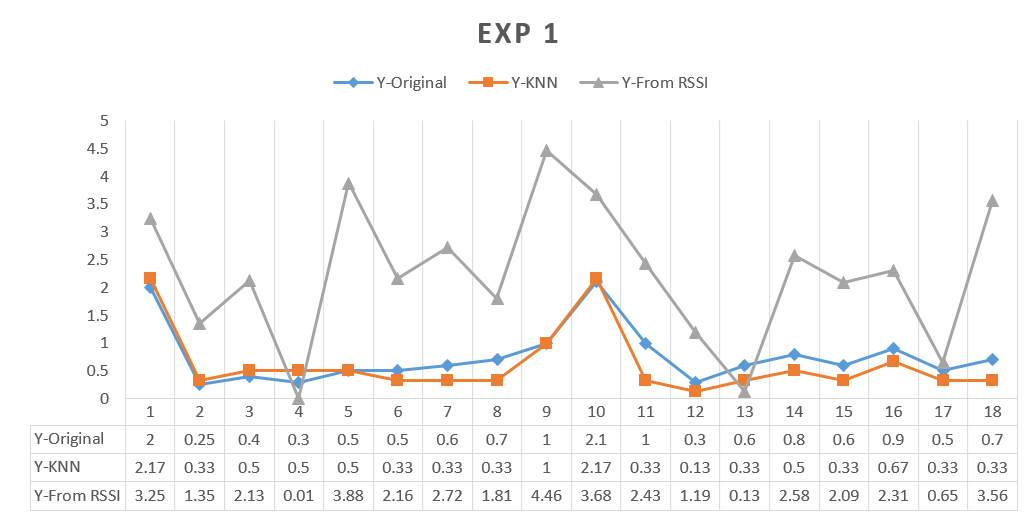 EXP 1
Y-Original Y-KNN Y-From RSSI
5
4.5
4
3.5
3
2.5
2
1.5
1
0.5
0
1 2 3 4 5 6 7 8 9 10 11 12 13 14 15 16 17 18
Y-Original 2 0.25 0.4 0.3 0.5 0.5 0.6 0.7 1 2.1 1 0.3 0.6 0.8 0.6 0.9 0.5 0.7
Y-KNN 2.17 0.33 0.5 0.5 0.5 0.33 0.33 0.33 1 2.17 0.33 0.13 0.33 0.5 0.33 0.67 0.33 0.33
Y-From RSSI 3.25 1.35 2.13 0.01 3.88 2.16 2.72 1.81 4.46 3.68 2.43 1.19 0.13 2.58 2.09 2.31 0.65 3.56